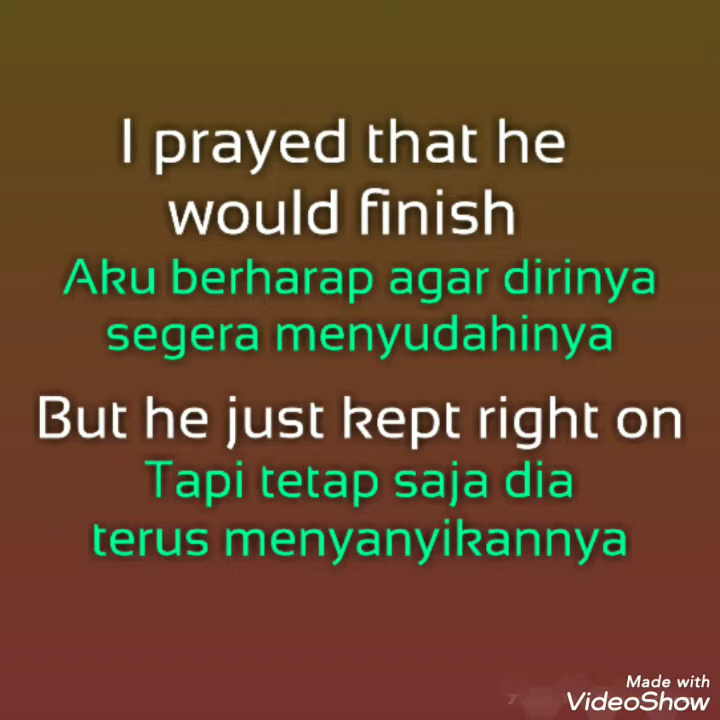 I prayed that he
would finish
Aku berharap agar dirinya
segera menyudahinya
But he just kept right on
Tapi tetap saja dia
terus menyanyikannya
Made with
VideoShow